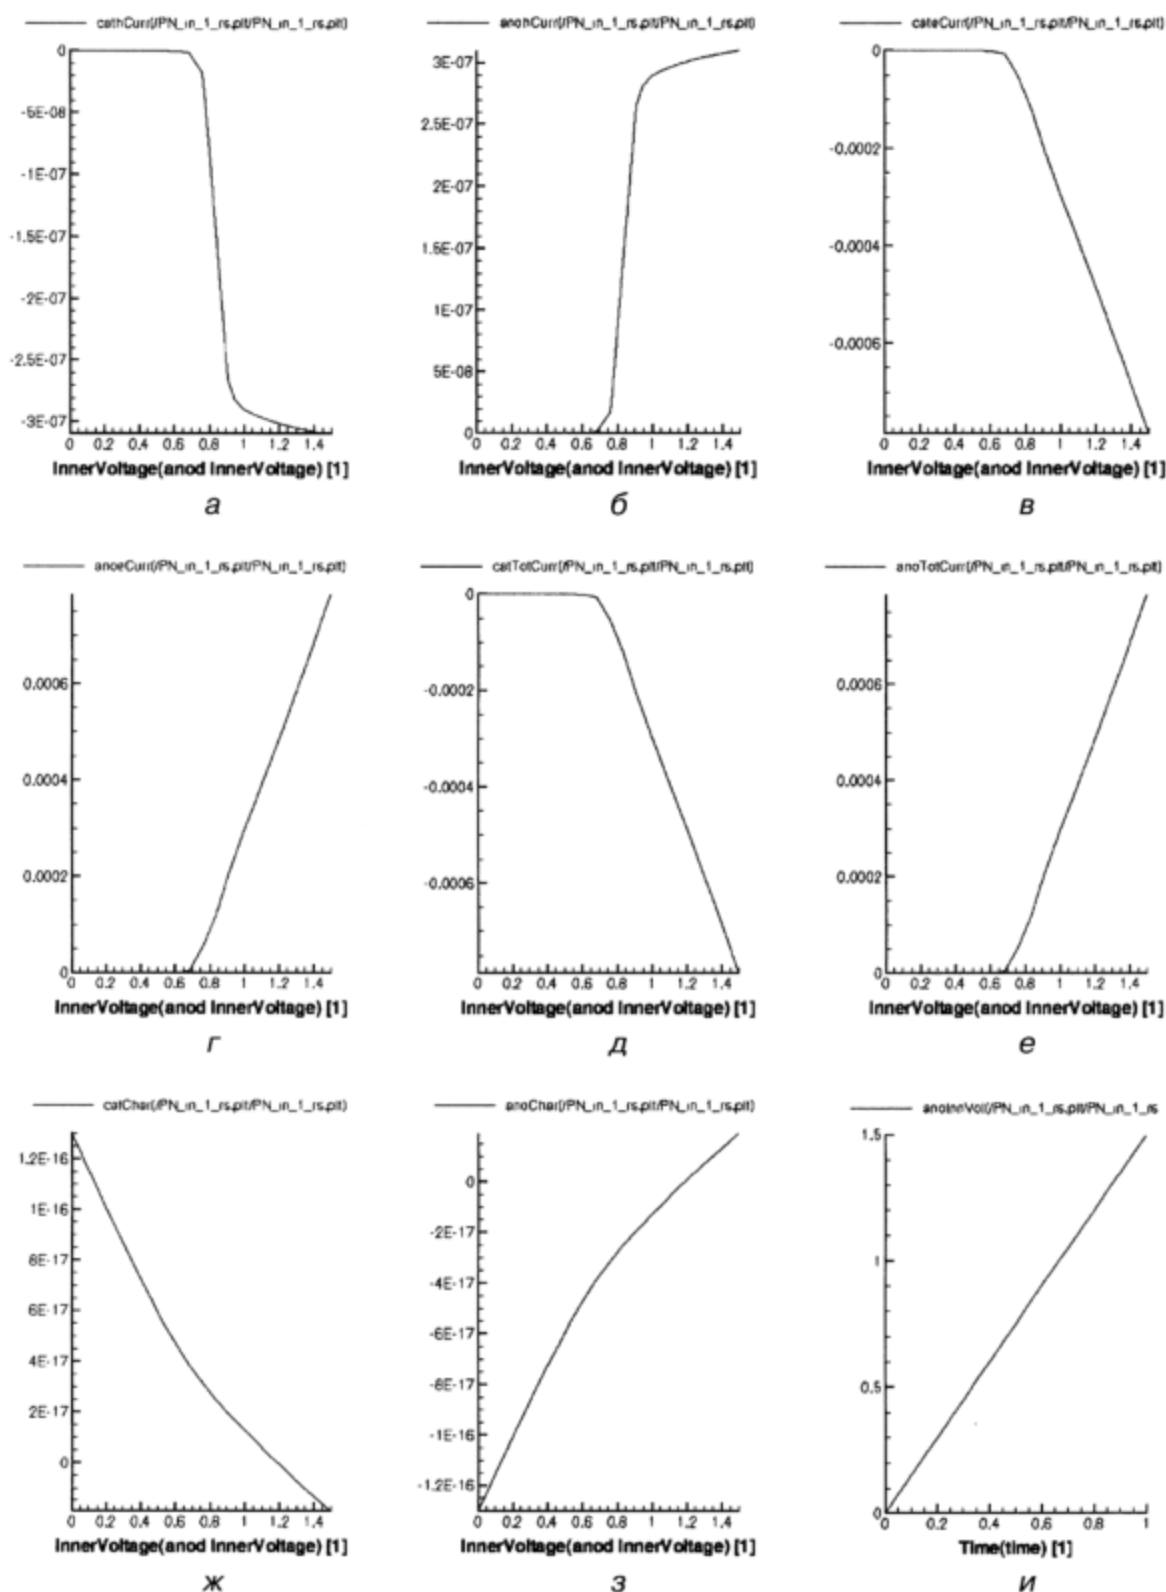 cathCurr(/PN_in_1_rs.plt/PN_in_1_rs.plt)
anohCurr(/PN_in_1_rs.plt/PN_in_1_rs.plt)
cateCurr(/PN_in_1_rs.plt/PN_in_1_rs.plt)
0
-5E-08
-1E-07
-1.5E-07
-2E-07
-2.5E-07
-3E-07
0 0.2 0.4 0.6 0.8 1 1.2 1.4
InnerVoltage(anod InnerVoltage) [1]
а
3E-07
2.5E-07
2E-07
1.5E-07
1E-07
5E-08
0
0 0.2 0.4 0.6 0.8 1 1.2 1.4
InnerVoltage(anod InnerVoltage) [1]
б
0
-0.0002
-0.0004
-0.0006
0 0.2 0.4 0.6 0.8 1 1.2 1.4
InnerVoltage(anod InnerVoltage) [1]
в
anoeCurr(/PN_in_1_rs.plt/PN_in_1_rs.plt)
catTotCurr(/PN_in_1_rs.plt/PN_in_1_rs.plt)
anoTotCurr(/PN_in_1_rs.plt/PN_in_1_rs.plt)
0.0006
0.0004
0.0002
0
0 0.2 0.4 0.6 0.8 1 1.2 1.4
InnerVoltage(anod InnerVoltage) [1]
г
0
-0.0002
-0.0004
-0.0006
0 0.2 0.4 0.6 0.8 1 1.2 1.4
InnerVoltage(anod InnerVoltage) [1]
д
0.0006
0.0004
0.0002
0
0 0.2 0.4 0.6 0.8 1 1.2 1.4
InnerVoltage(anod InnerVoltage) [1]
е
catChar(/PN_in_1_rs.plt/PN_in_1_rs.plt)
anoChar(/PN_in_1_rs.plt/PN_in_1_rs.plt)
anoInnVol(/PN_in_1_rs.plt/PN_in_1_rs
1.2E-16
1E-16
8E-17
6E-17
4E-17
2E-17
0
0 0.2 0.4 0.6 0.8 1 1.2 1.4
InnerVoltage(anod InnerVoltage) [1]
ж
0
-2E-17
-4E-17
-6E-17
-8E-17
-1E-16
-1.2E-16
0 0.2 0.4 0.6 0.8 1 1.2 1.4
InnerVoltage(anod InnerVoltage) [1]
з
1.5
1
0.5
0
0.2 0.4 0.6 0.8 1
Time(time) [1]
и